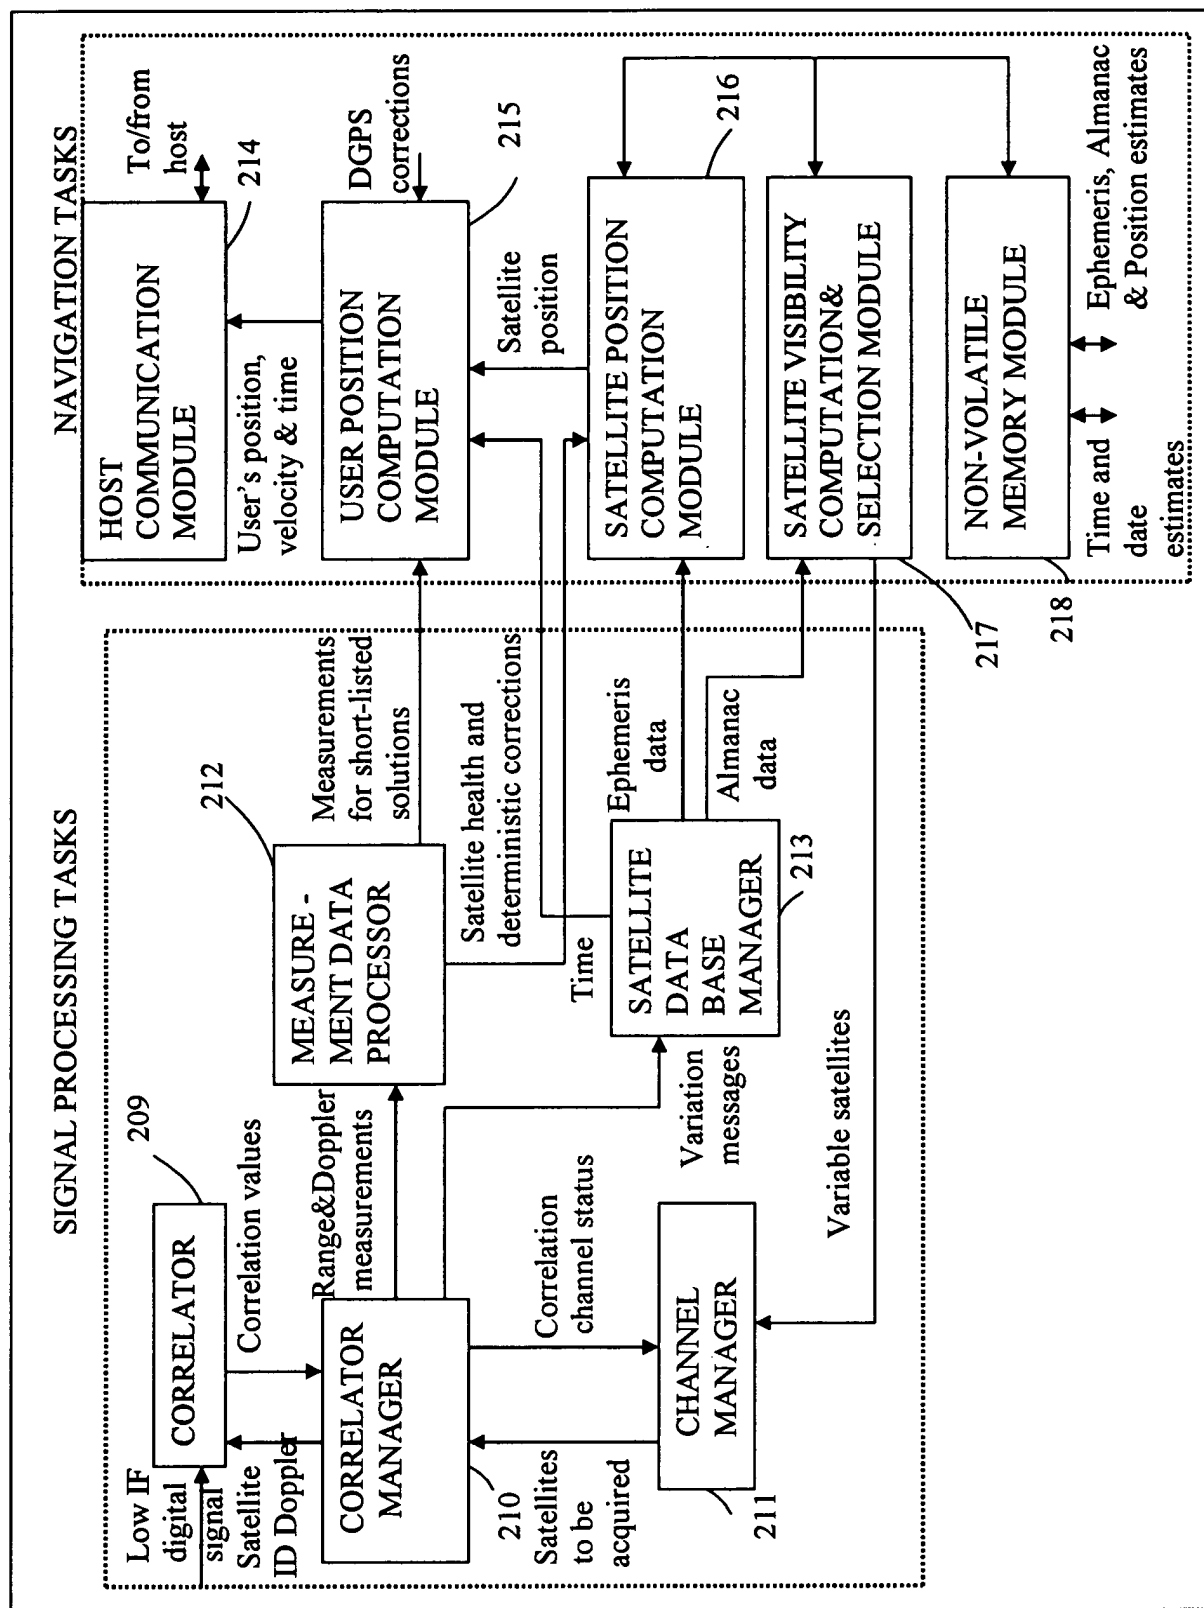 SIGNAL PROCESSING TASKS
NAVIGATION TASKS
Low IF
digital
signal
CORRELATOR
209
Satellite
ID Doppler
Correlation values
CORRELATOR
MANAGER
210
Range&Doppler
measurements
Satellites
to be
acquired
Correlation
channel status
CHANNEL
MANAGER
211
MEASURE -
MENT DATA
PROCESSOR
212
Measurements
for short-listed
solutions
Satellite health and
deterministic corrections
Time
Variation
messages
SATELLITE
DATA
BASE
MANAGER
213
Ephemeris
data
Almanac
data
Variable satellites
HOST
COMMUNICATION
MODULE
To/from
host
214
User's position,
velocity & time
USER POSITION
COMPUTATION
MODULE
DGPS
corrections
215
Satellite
position
SATELLITE POSITION
COMPUTATION
MODULE
216
SATELLITE VISIBILITY
COMPUTATION&
SELECTION MODULE
217
NON-VOLATILE
MEMORY MODULE
218
Time and
date
estimates
Ephemeris, Almanac
& Position estimates